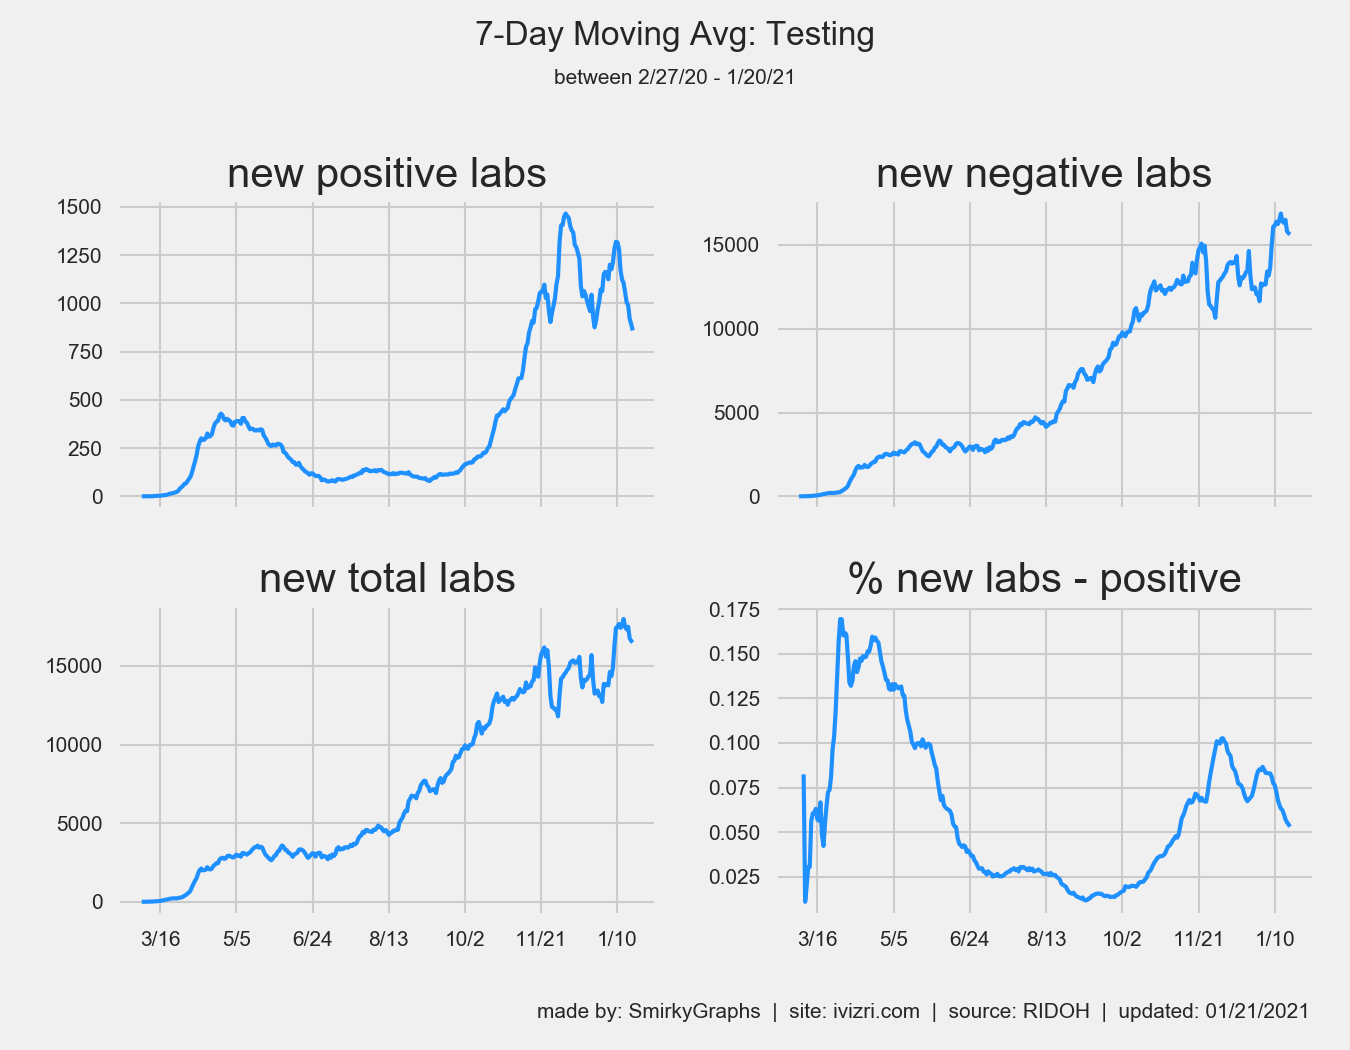 7-Day Moving Avg: Testing
between 2/27/20 - 1/20/21
new positive labs
1500
1250
1000
750
500
250
0
new negative labs
15000
10000
5000
0
new total labs
15000
10000
5000
0
3/16 5/5 6/24 8/13 10/2 11/21 1/10
% new labs - positive
0.175
0.150
0.125
0.100
0.075
0.050
0.025
3/16 5/5 6/24 8/13 10/2 11/21 1/10
made by: SmirkyGraphs | site: ivizri.com | source: RIDOH | updated: 01/21/2021